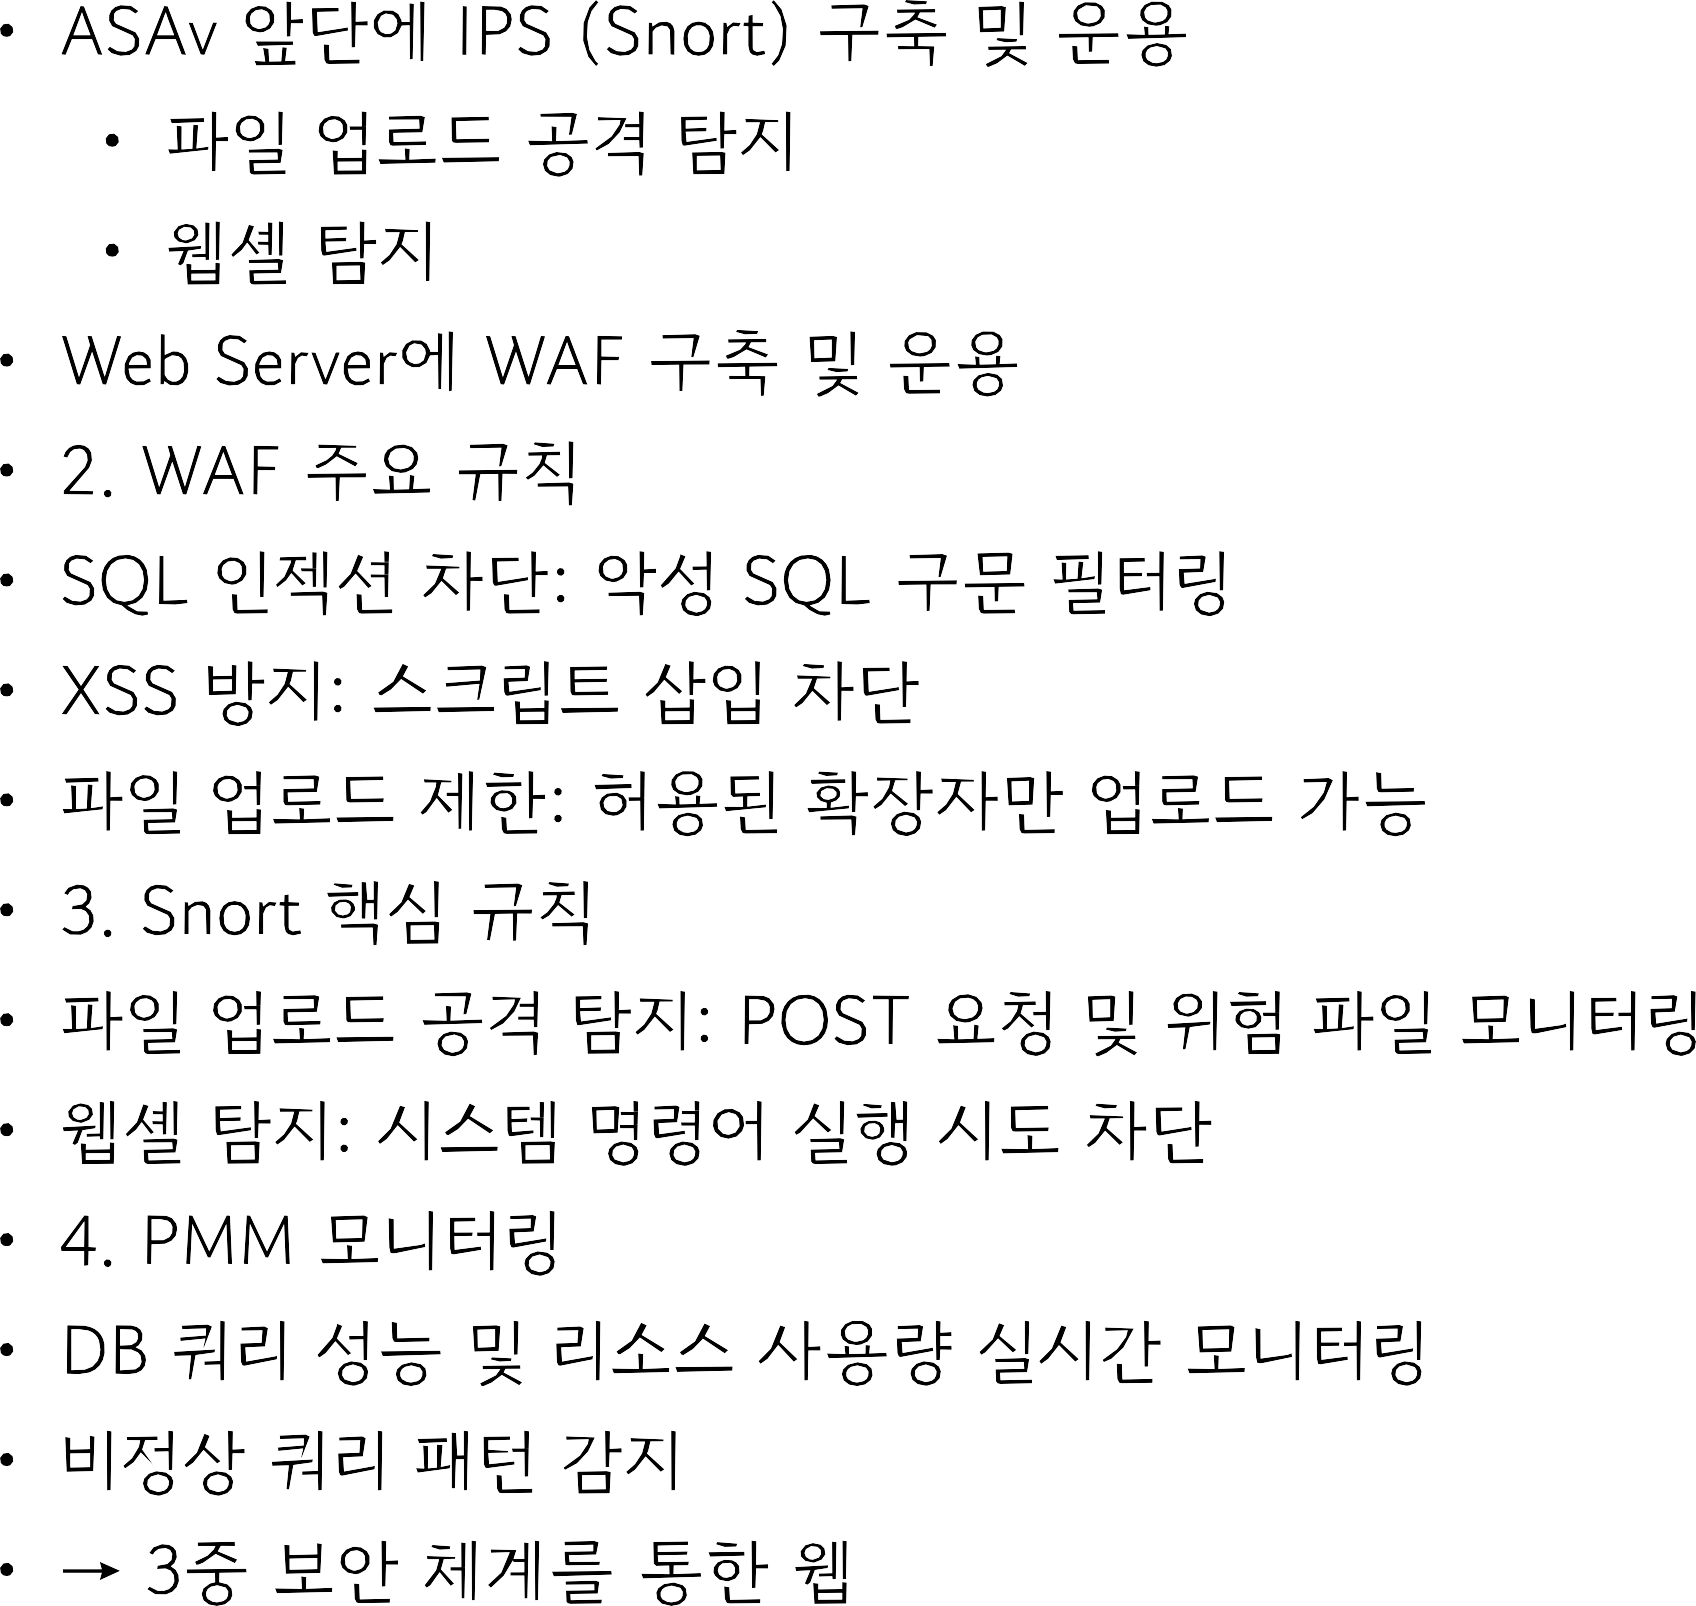 • ASAv 앞단에 IPS (Snort) 구축 및 운용
• 파일 업로드 공격 탐지
• 웹셸 탐지
• Web Server에 WAF 구축 및 운용
• 2. WAF 주요 규칙
• SQL 인젝션 차단: 악성 SQL 구문 필터링
• XSS 방지: 스크립트 삽입 차단
• 파일 업로드 제한: 허용된 확장자만 업로드 가능
• 3. Snort 핵심 규칙
• 파일 업로드 공격 탐지: POST 요청 및 위험 파일 모니터링
• 웹셸 탐지: 시스템 명령어 실행 시도 차단
• 4. PMM 모니터링
• DB 쿼리 성능 및 리소스 사용량 실시간 모니터링
• 비정상 쿼리 패턴 감지
• → 3중 보안 체계를 통한 웹